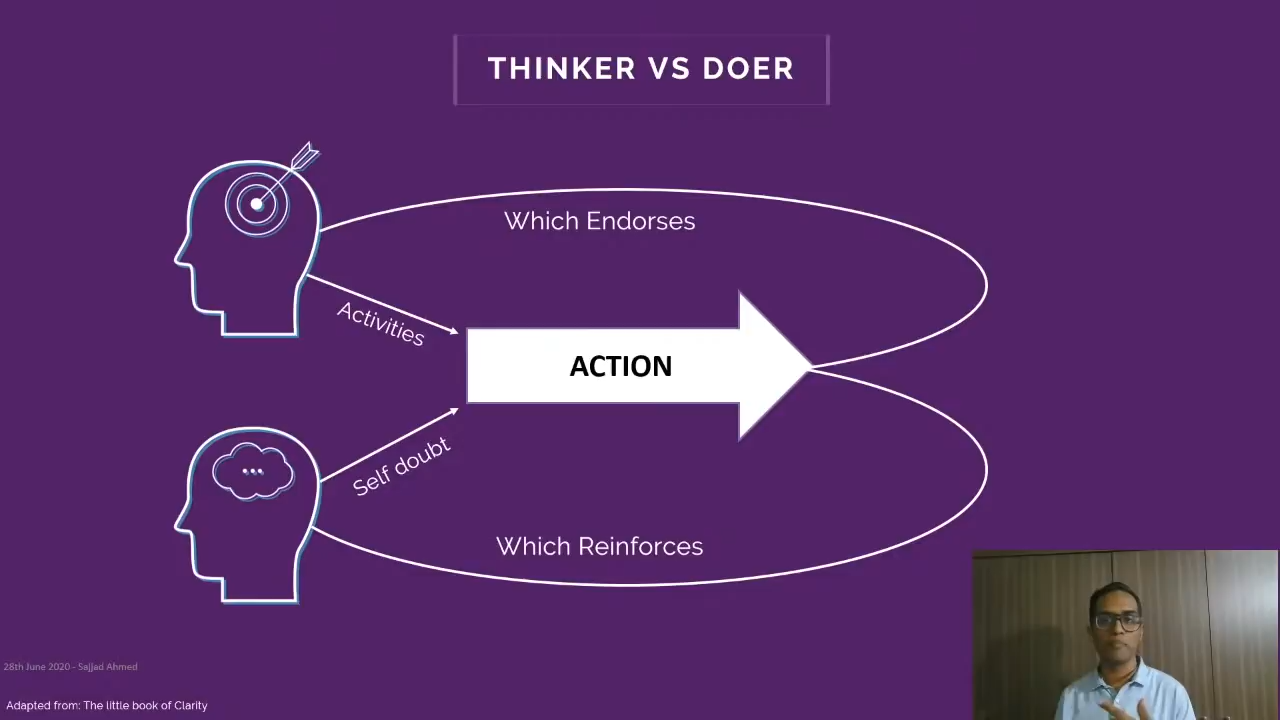 THINKER VS DOER
Which Endorses
Activities
ACTION
Self doubt
Which Reinforces
28th June 2020 - Sajjad Ahmed
Adapted from: The little book of Clarity